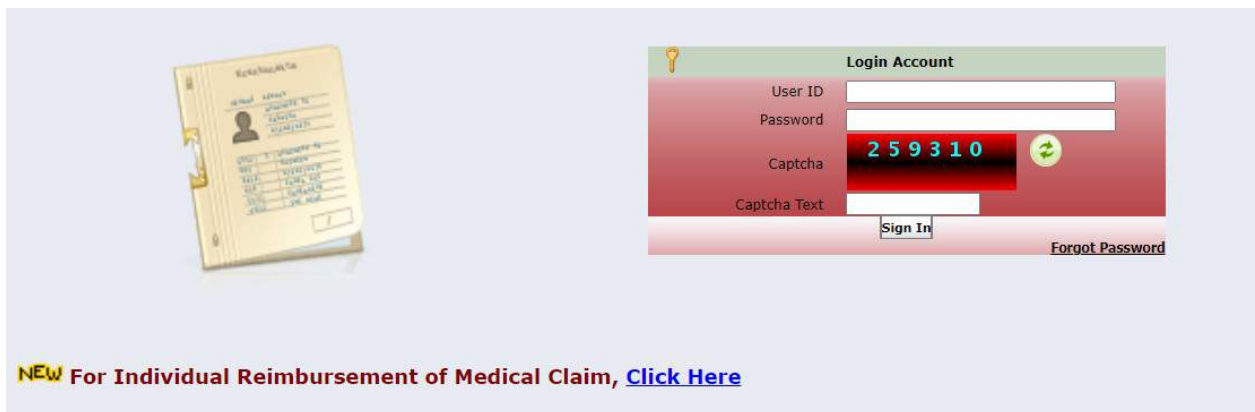 Login Account
User ID
Password
Captcha
259310
Captcha Text
Sign In
Forgot Password
NEW For Individual Reimbursement of Medical Claim, Click Here